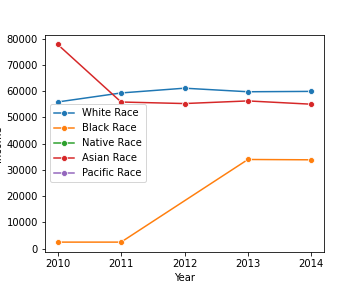 80000
70000
60000
50000
40000
30000
20000
10000
0
White Race
Black Race
Native Race
Asian Race
Pacific Race
2010 2011 2012 2013 2014
Year